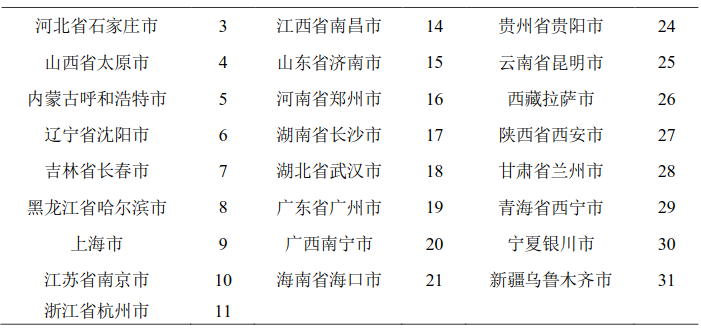 河北省石家庄市 3 江西省南昌市 14 贵州省贵阳市 24
山西省太原市 4 山东省济南市 15 云南省昆明市 25
内蒙古呼和浩特市 5 河南省郑州市 16 西藏拉萨市 26
辽宁省沈阳市 6 湖南省长沙市 17 陕西省西安市 27
吉林省长春市 7 湖北省武汉市 18 甘肃省兰州市 28
黑龙江省哈尔滨市 8 广东省广州市 19 青海省西宁市 29
上海市 9 广西南宁市 20 宁夏银川市 30
江苏省南京市 10 海南省海口市 21 新疆乌鲁木齐市 31
浙江省杭州市 11